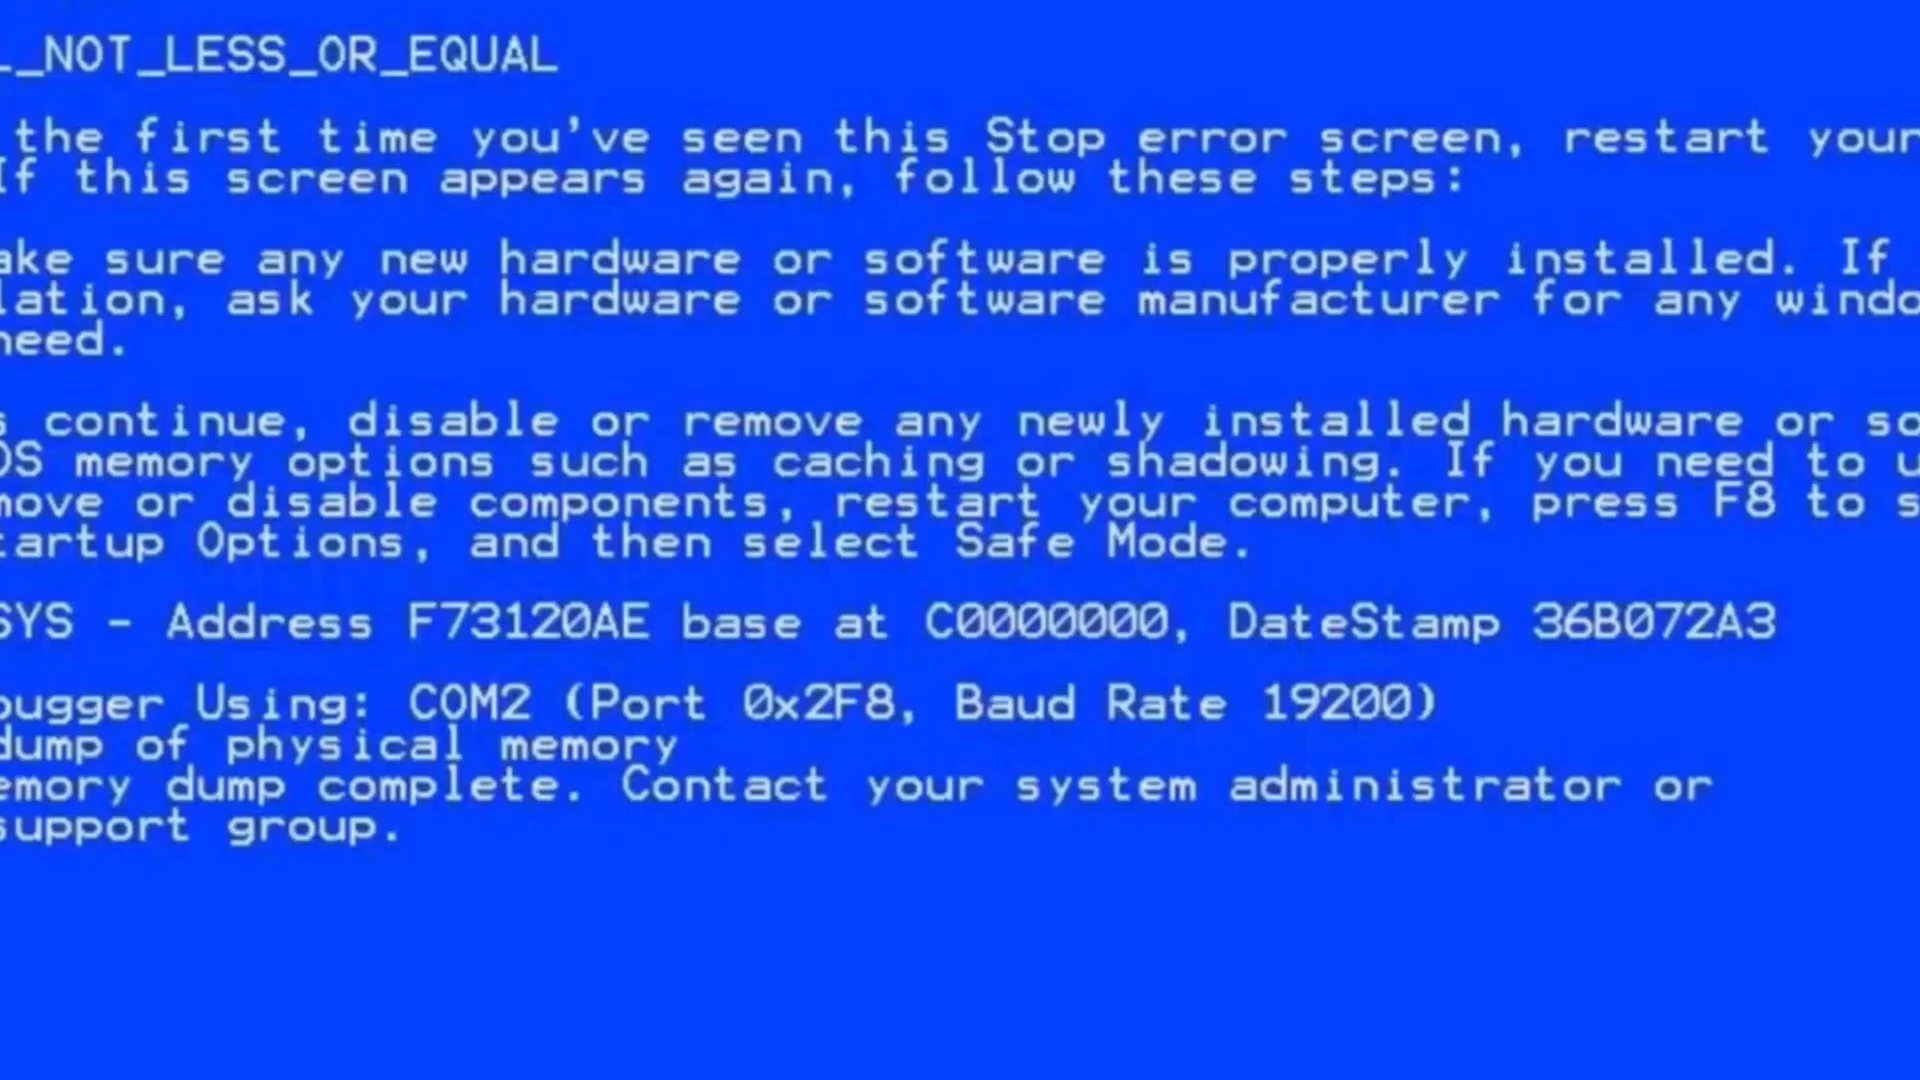 L_NOT_LESS_OR_EQUAL
the first time you've seen this Stop error screen, restart your
If this screen appears again, follow these steps:
ake sure any new hardware or software is properly installed. If
lation, ask your hardware or software manufacturer for any windo
need.
s continue, disable or remove any newly installed hardware or so
OS memory options such as caching or shadowing. If you need to u
move or disable components, restart your computer, press F8 to s
tartup Options, and then select Safe Mode.
SYS - Address F73120AE base at C0000000, DateStamp 36B072A3
bugger Using: COM2 (Port 0x2F8, Baud Rate 19200)
dump of physical memory
emory dump complete. Contact your system administrator or
support group.